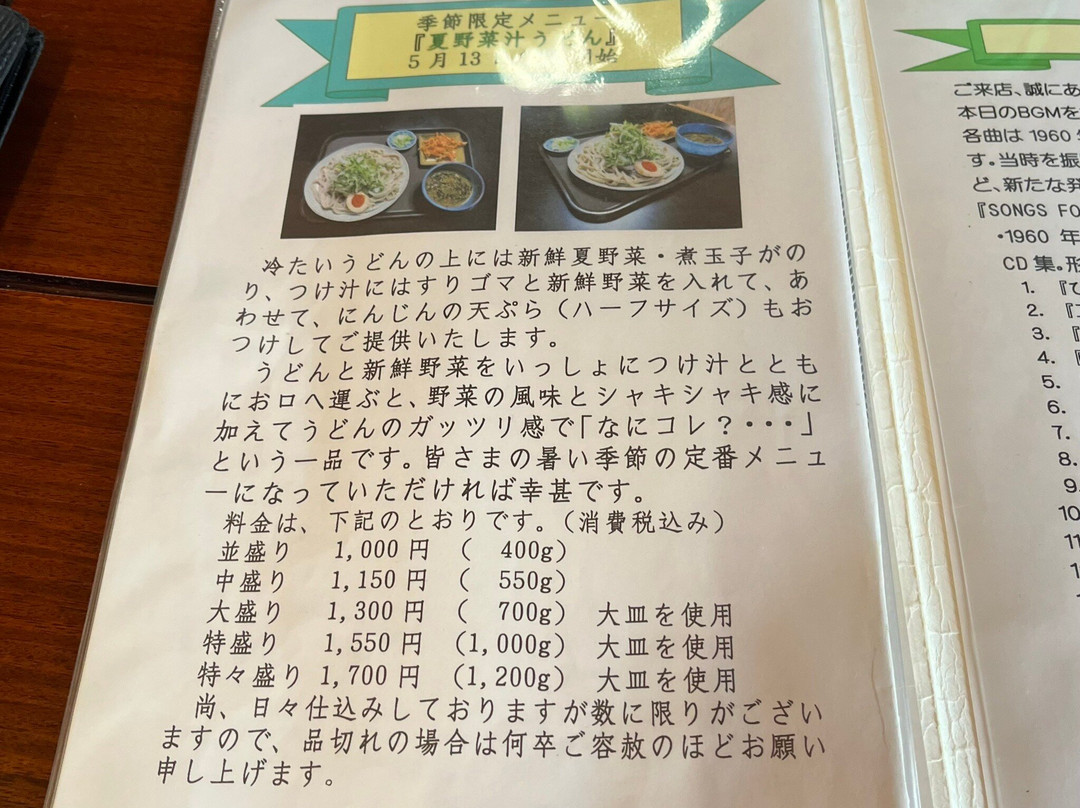 季節限定メニュー
『夏野菜汁うどん』
5月13
冷たいうどんの上には新鮮夏野菜・煮玉子がの
り、つけ汁にはすりゴマと新鮮野菜を入れて、あ
わせて、にんじんの天ぷら（ハーフサイズ）もお
つけしてご提供いたします。
うどんと新鮮野菜をいっしょにつけ汁ととも
にお口へ運ぶと、野菜の風味とシャキシャキ感に
加えてうどんのガッツリ感で「なにコレ？・・・」
という一品です。皆さまの暑い季節の定番メニュ
ーになっていただければ幸甚です。
料金は、下記のとおりです。（消費税込み）
並盛り 1,000円 （ 400g）
中盛り 1,150円 （ 550g）
大盛り 1,300円 （ 700g） 大皿を使用
特盛り 1,550円 （1,000g） 大皿を使用
特々盛り 1,700円 （1,200g） 大皿を使用
尚、日々仕込みしておりますが数に限りがござい
ますので、品切れの場合は何卒ご容赦のほどお願い
申し上げます。
ご来店、誠にあ
本日のBGMを
各曲は 1960
す。当時を振
ど、新たな発
『SONGS FO
・1960 年
CD 集。形
1. 『ひ
2. 『
3. 『
4.
5.
6.
7.
8.
9.
10
11